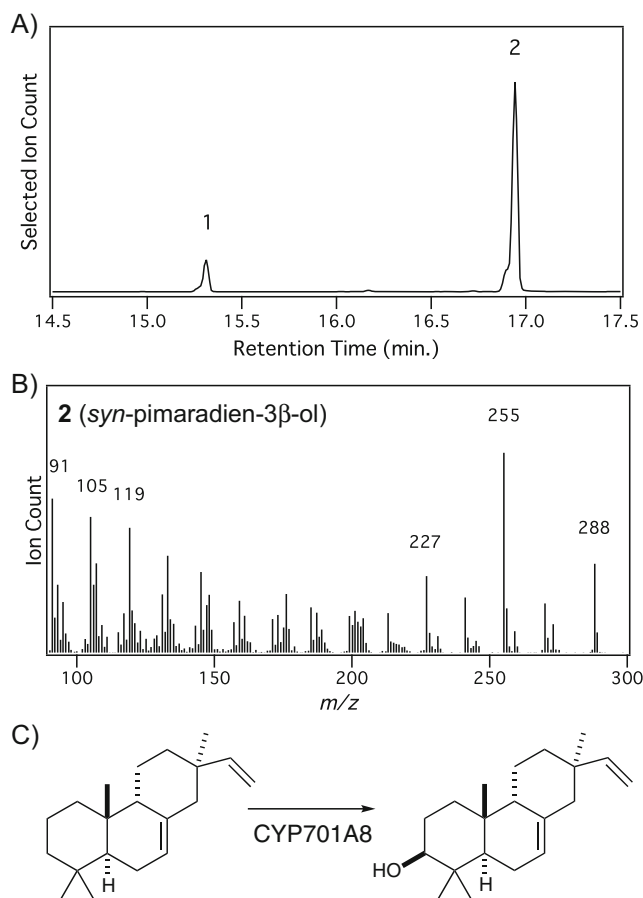 A)
Selected Ion Count
1
2
14.5 15.0 15.5 16.0 16.5 17.0 17.5
Retention Time (min.)
B)
2 (syn-pimaradien-3β-ol)
Ion Count
91
105
119
227
255
288
100 150 200 250 300
m/z
C)
H
CYP701A8
HO
H